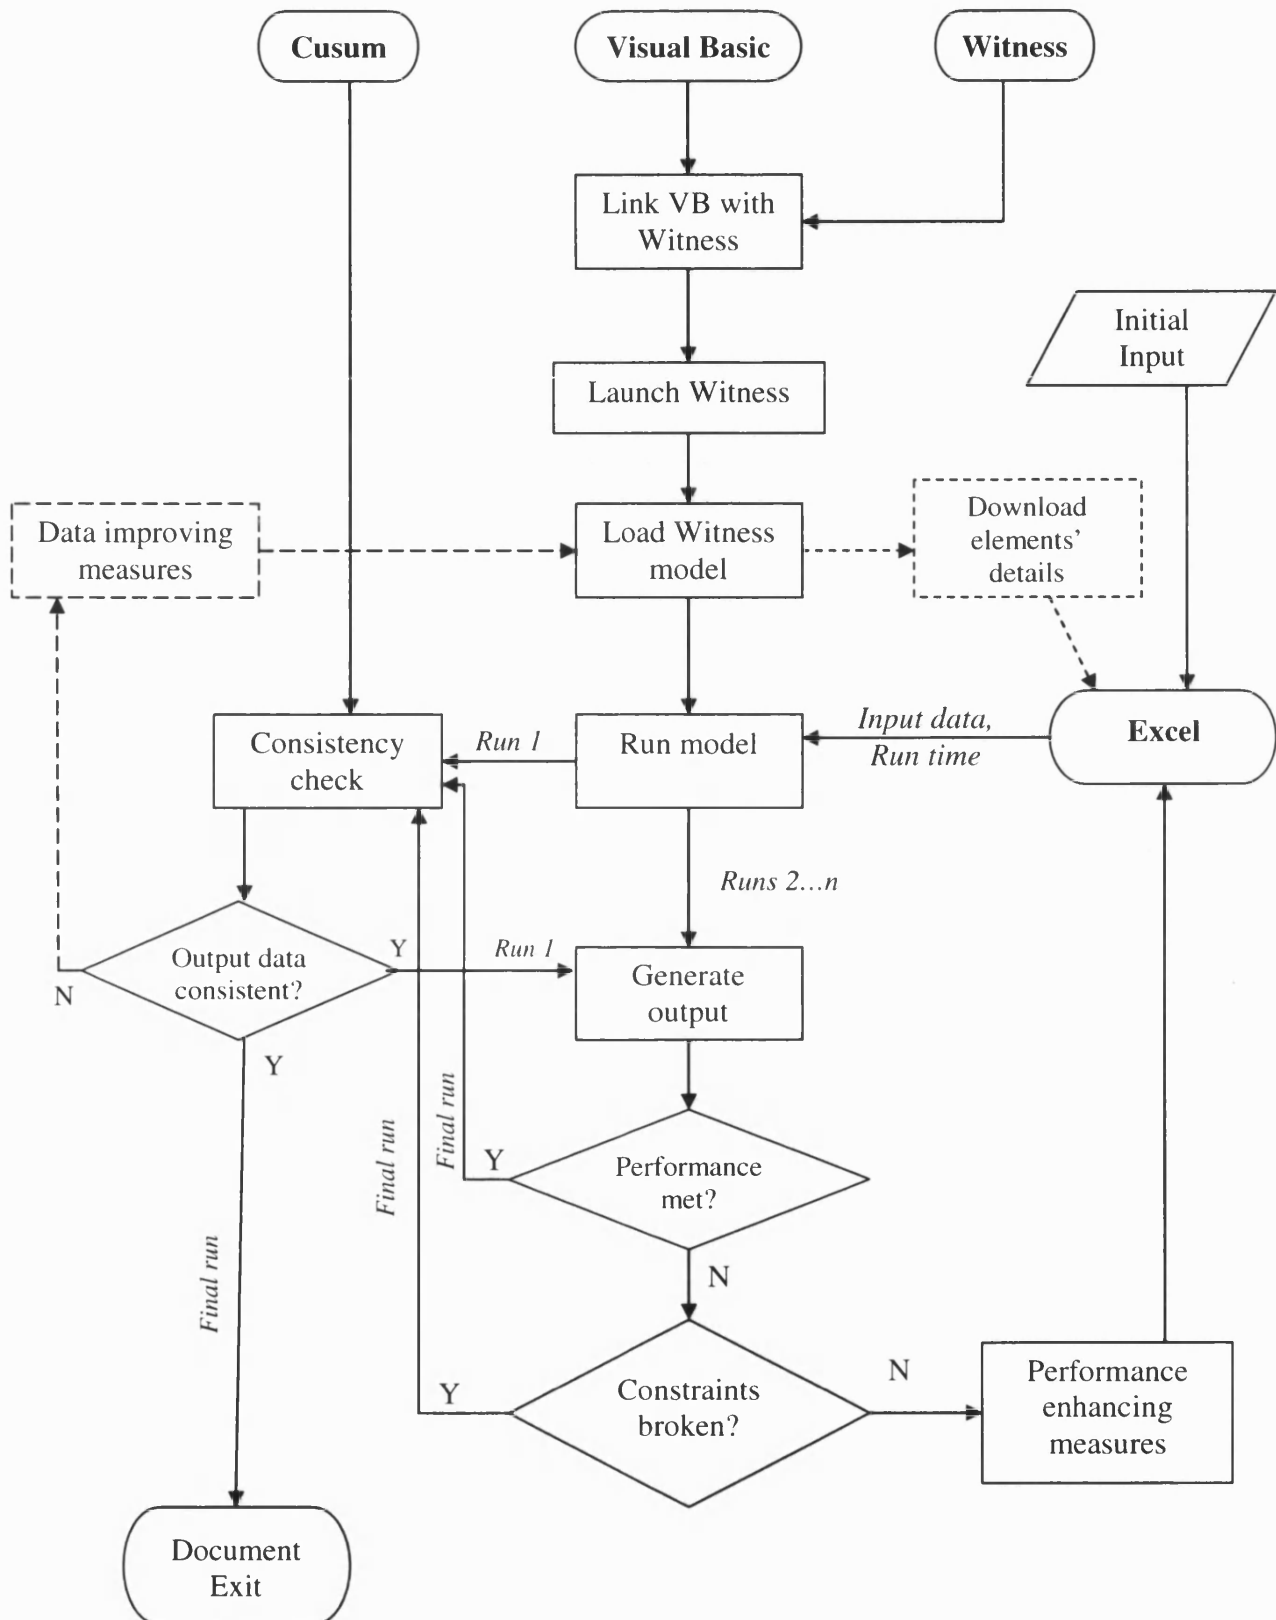 Cusum
Visual Basic
Witness
Link VB with
Witness
Initial
Input
Launch Witness
Data improving
measures
Load Witness
model
Download
elements’
details
Consistency
check
Run 1
Run model
Input data,
Run time
Excel
Runs 2...n
Output data
consistent?
N
Y
Run 1
Generate
output
Y
Final run
Final run
Final run
Y
Performance
met?
N
Y
Constraints
broken?
N
Performance
enhancing
measures
Document
Exit